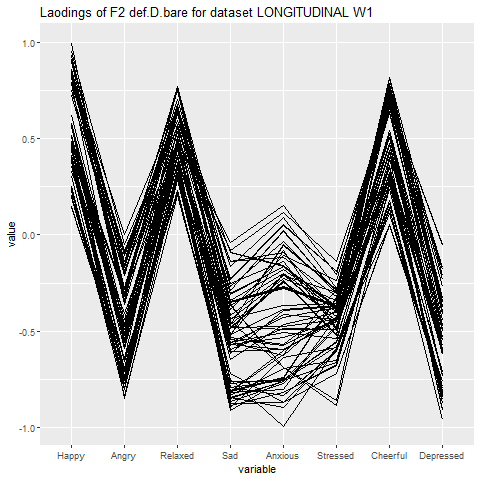 Laodings of F2 def.D.bare for dataset LONGITUDINAL W1
1.0
0.5
0.0
-0.5
-1.0
value
Happy Angry Relaxed Sad Anxious Stressed Cheerful Depressed
variable